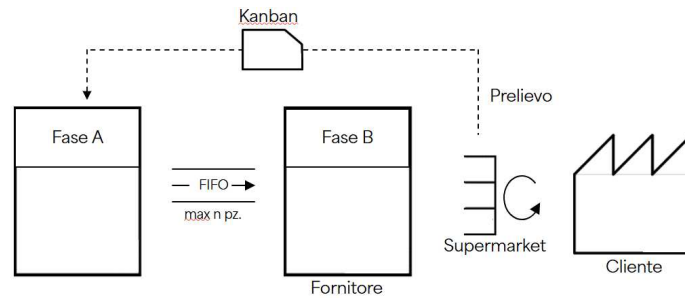 Kanban
Prelievo
Fase A
Fase B
FIFO
max n pz.
Supermarket
Cliente
Fornitore